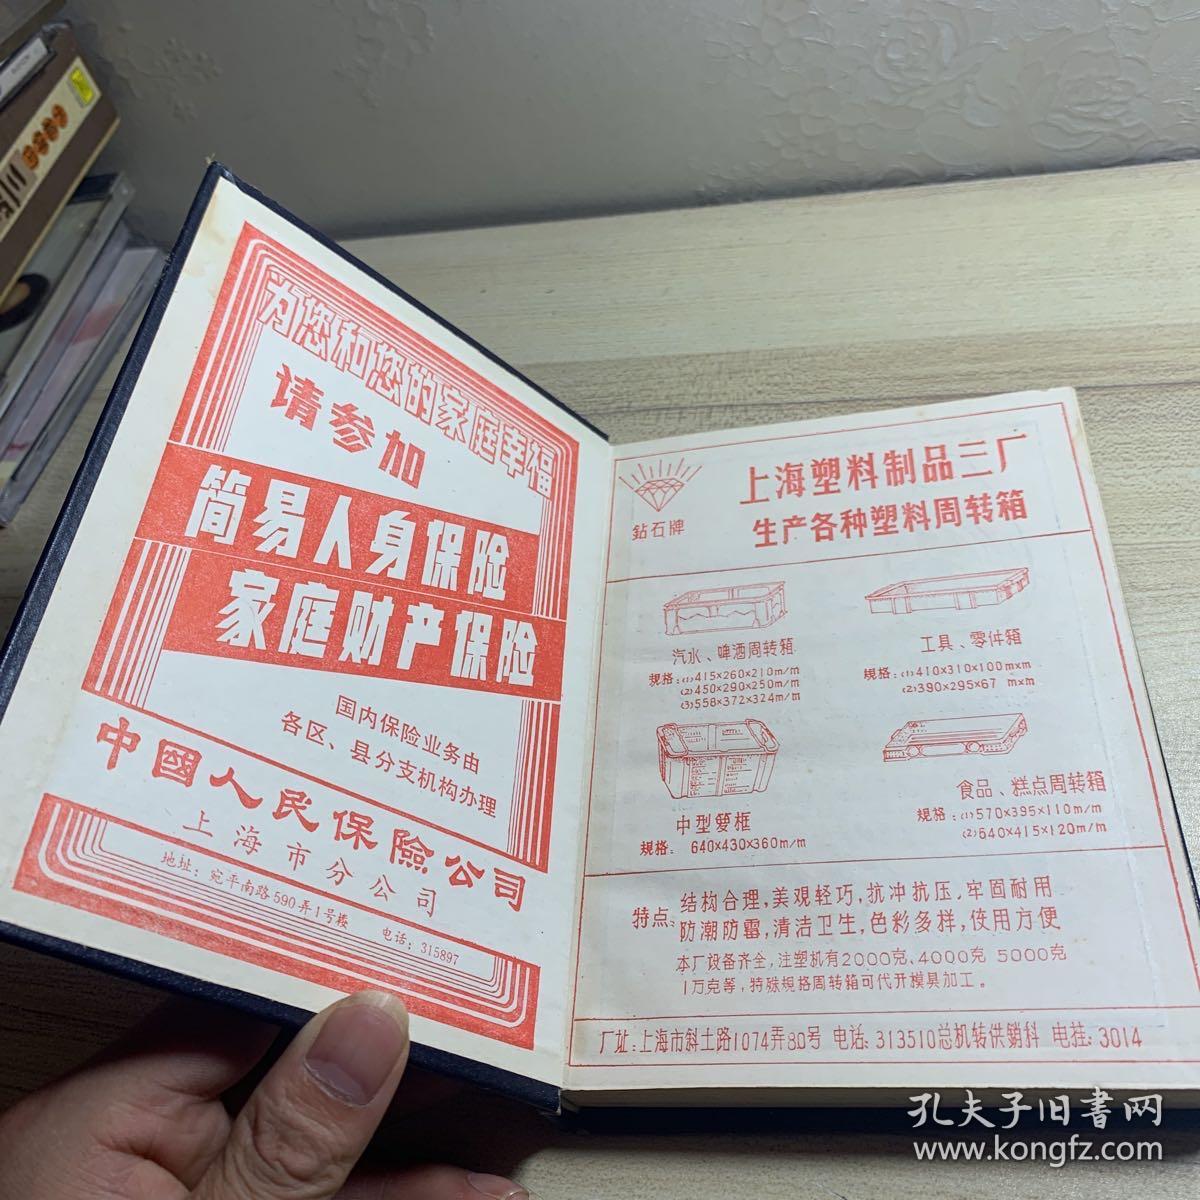 为您和您的家庭幸福
请参加
简易人身保险
家庭财产保险
国内保险业务由
各区、县分支机构办理
中國人民保險公司
上海市分公司
地址：宛平南路590弄1号楼
电话：315897
钻石牌
上海塑料制品三厂
生产各种塑料周转箱
汽水、啤酒周转箱
规格：(1)415×260×210m/m
(2)450×290×250m/m
(3)558×372×324m/m
工具、零件箱
规格：(1)410×310×100m×m
(2)390×295×67 m×m
中型箩框
规格： 640×430×360m/m
食品、糕点周转箱
规格：(1)570×395×110m/m
(2)640×415×120m/m
特点：
结构合理，美观轻巧，抗冲抗压，牢固耐用
防潮防霉，清洁卫生，色彩多样，使用方便
本厂设备齐全，注塑机有2000克、4000克 5000克
1万克等，特殊规格周转箱可代开模具加工。
厂址：上海市斜土路1074弄80号 电话：313510总机转供銷科 电挂：3014
孔夫子旧書网
www.kongfz.com